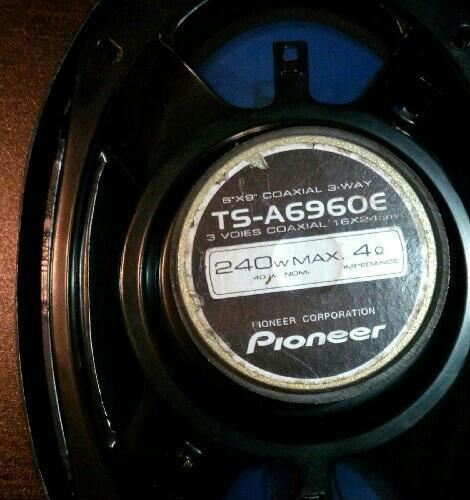 6"X9" COAXIAL 3-WAY
TS-A6960E
3 VOIES COAXIAL 16X24cm
240W MAX. 4Ω
40 W NOM. IMPEDANCE
PIONEER CORPORATION
Pioneer